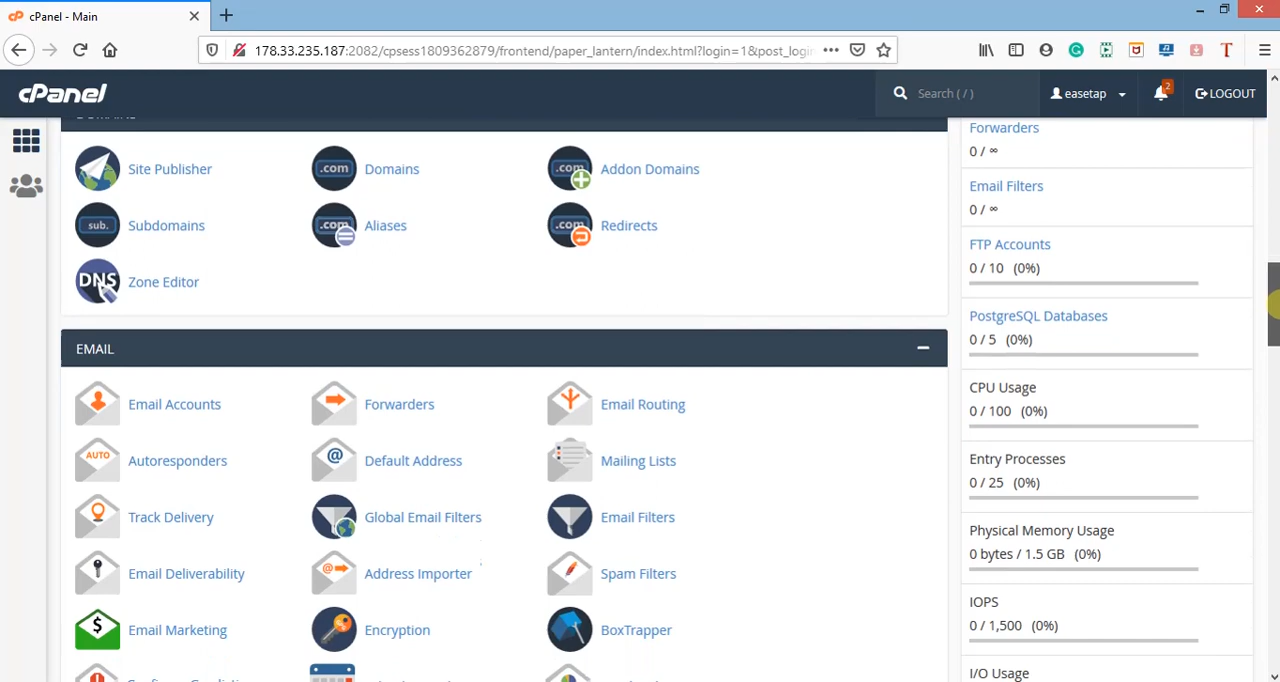 cPanel - Main
178.33.235.187:2082/cpsess1809362879/frontend/paper_lantern/index.html?login=1&post_login
cPanel
Search ( / )
easetap
2
LOGOUT
Site Publisher
Domains
Addon Domains
Subdomains
Aliases
Redirects
Zone Editor
EMAIL
Email Accounts
Forwarders
Email Routing
Autoresponders
Default Address
Mailing Lists
Track Delivery
Global Email Filters
Email Filters
Email Deliverability
Address Importer
Spam Filters
Email Marketing
Encryption
BoxTrapper
Forwarders
0 / ∞
Email Filters
0 / ∞
FTP Accounts
0 / 10 (0%)
PostgreSQL Databases
0 / 5 (0%)
CPU Usage
0 / 100 (0%)
Entry Processes
0 / 25 (0%)
Physical Memory Usage
0 bytes / 1.5 GB (0%)
IOPS
0 / 1,500 (0%)
I/O Usage